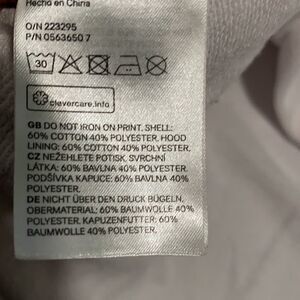 Hecho en China
O/N 223295
P/N 0563650 7
30
clevercare.info
GB DO NOT IRON ON PRINT. SHELL:
60% COTTON 40% POLYESTER. HOOD
LINING: 60% COTTON 40% POLYESTER.
CZ NEŽEHLETE POTISK. SVRCHNÍ
LÁTKA: 60% BAVLNA 40% POLYESTER.
PODŠÍVKA KAPUCE: 60% BAVLNA 40%
POLYESTER.
DE NICHT ÜBER DEN DRUCK BÜGELN.
OBERMATERIAL: 60% BAUMWOLLE 40%
POLYESTER. KAPUZENFUTTER: 60%
BAUMWOLLE 40% POLYESTER.